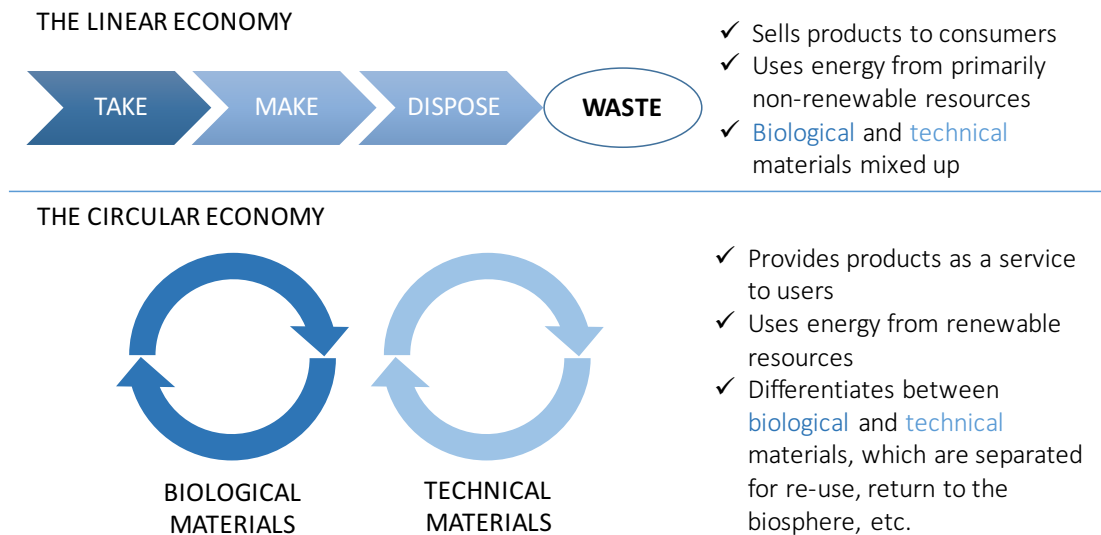 THE LINEAR ECONOMY
TAKE
MAKE
DISPOSE
WASTE
✓ Sells products to consumers
✓ Uses energy from primarily
non-renewable resources
✓ Biological and technical
materials mixed up
THE CIRCULAR ECONOMY
BIOLOGICAL
MATERIALS
TECHNICAL
MATERIALS
✓ Provides products as a service
to users
✓ Uses energy from renewable
resources
✓ Differentiates between
biological and technical
materials, which are separated
for re-use, return to the
biosphere, etc.